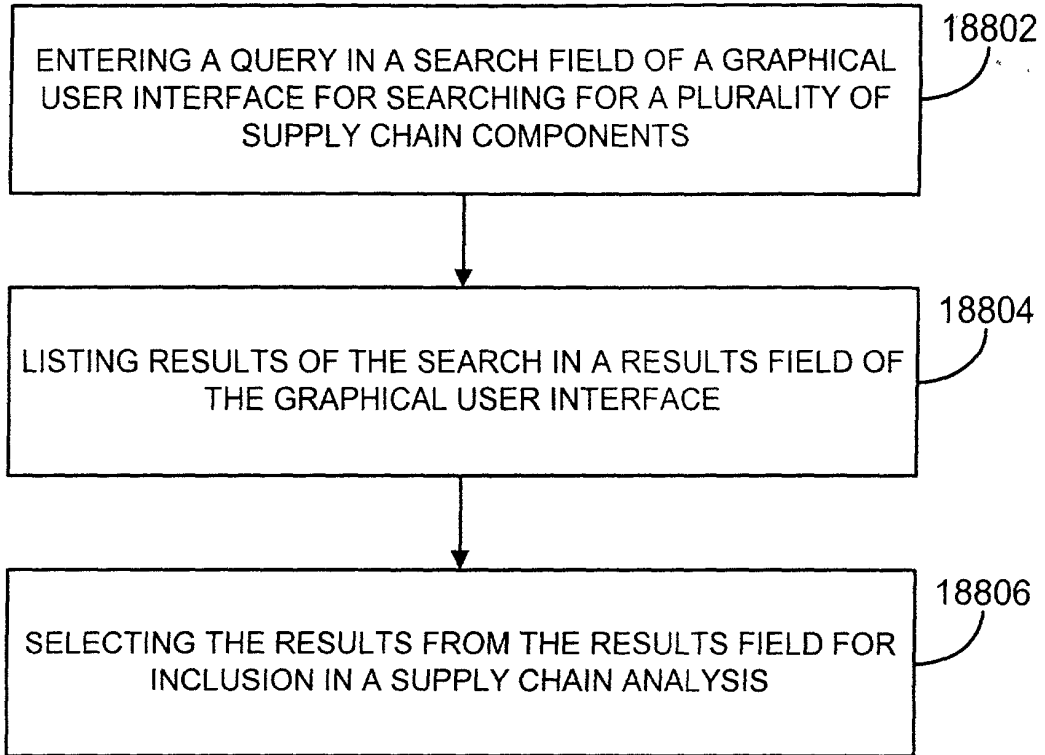 18802
ENTERING A QUERY IN A SEARCH FIELD OF A GRAPHICAL
USER INTERFACE FOR SEARCHING FOR A PLURALITY OF
SUPPLY CHAIN COMPONENTS
18804
LISTING RESULTS OF THE SEARCH IN A RESULTS FIELD OF
THE GRAPHICAL USER INTERFACE
18806
SELECTING THE RESULTS FROM THE RESULTS FIELD FOR
INCLUSION IN A SUPPLY CHAIN ANALYSIS